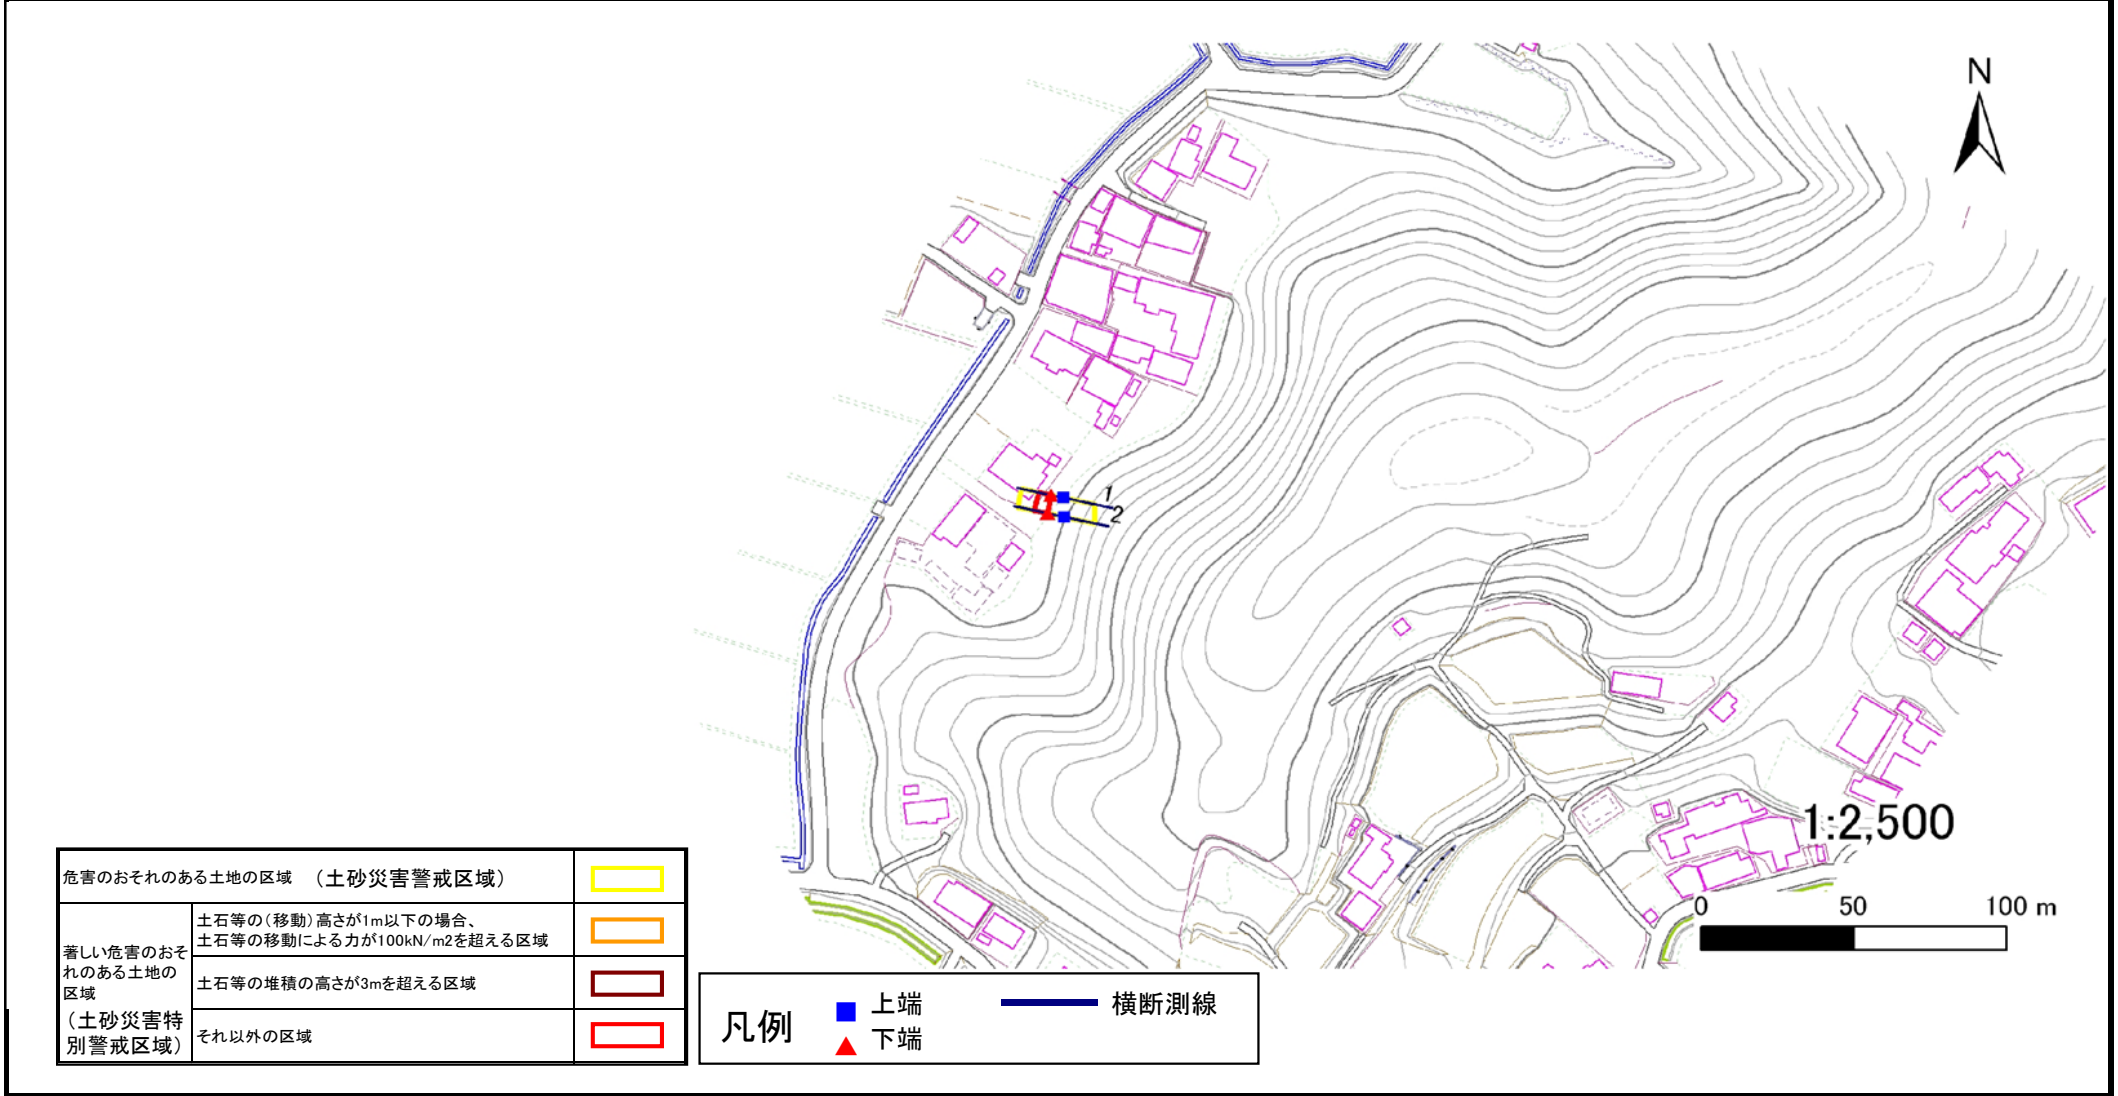 N
1
2
1:2,500
0 50 100 m
危害のおそれのある土地の区域 （土砂災害警戒区域）
著しい危害のおそ
れのある土地の
区域
（土砂災害特
別警戒区域）
土石等の（移動）高さが1m以下の場合、
土石等の移動による力が100kN/m2を超える区域
土石等の堆積の高さが3mを超える区域
それ以外の区域
凡例
上端
下端
横断測線